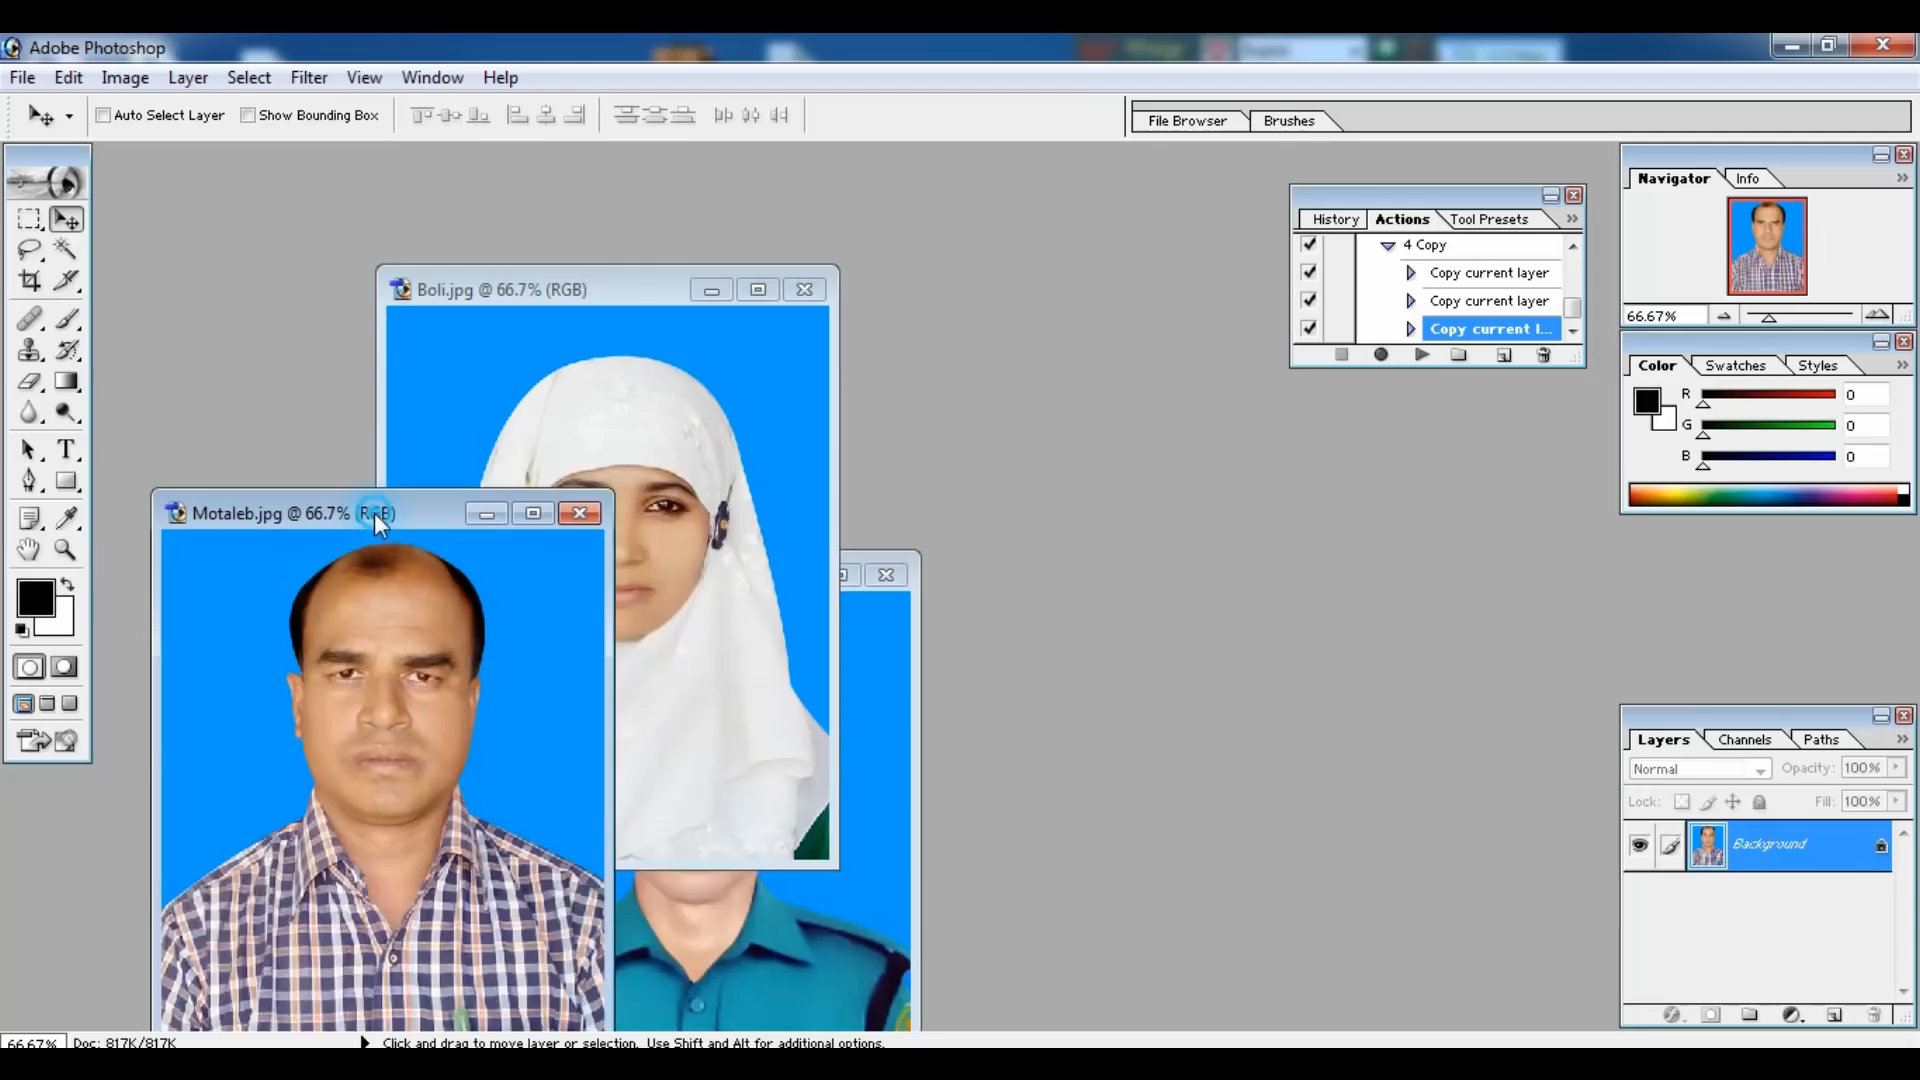 Adobe Photoshop
File Edit Image Layer Select Filter View Window Help
Auto Select Layer Show Bounding Box
File Browser Brushes
Navigator Info
66.67%
History Actions Tool Presets
4 Copy
Copy current layer
Copy current layer
Copy current l...
Color Swatches Styles
R 0
G 0
B 0
Boli.jpg @ 66.7% (RGB)
Motaleb.jpg @ 66.7% (RGB)
T
Layers Channels Paths
Normal Opacity: 100%
Lock: Fill: 100%
Background
66.67% Doc: 817K/817K Click and drag to move layer or selection. Use Shift and Alt for additional options.